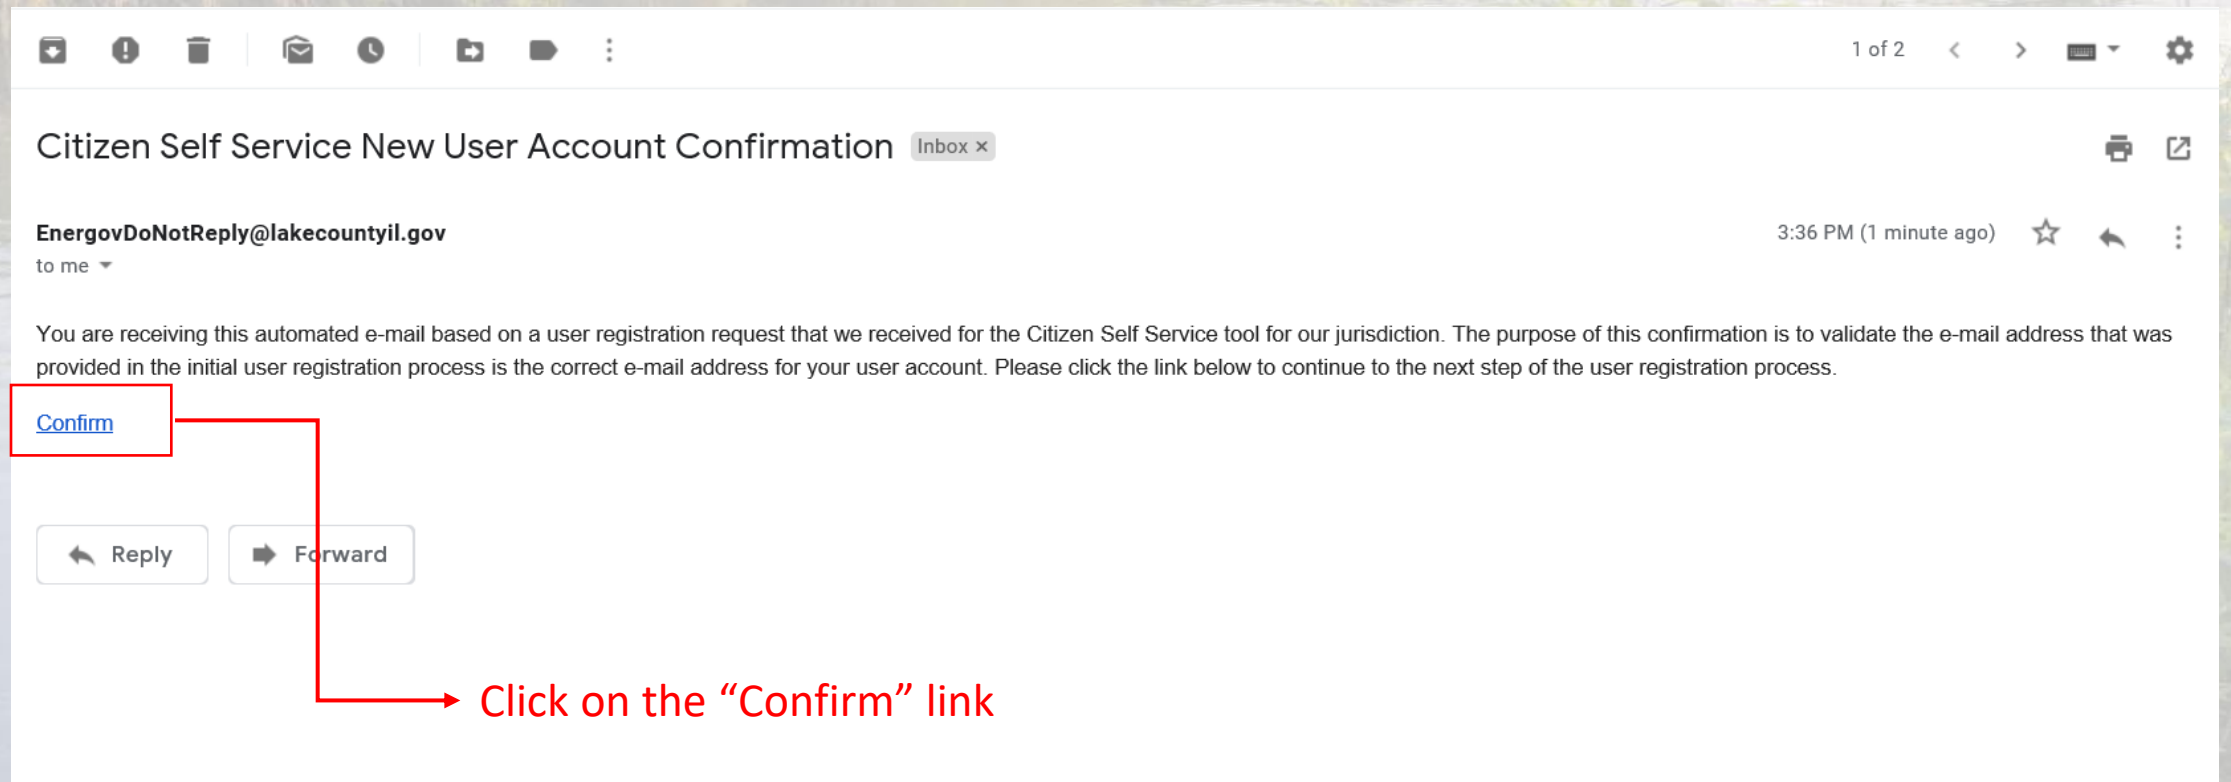 1 of 2
Citizen Self Service New User Account Confirmation Inbox ×
EnergovDoNotReply@lakecountyil.gov
3:36 PM (1 minute ago)
to me
You are receiving this automated e-mail based on a user registration request that we received for the Citizen Self Service tool for our jurisdiction. The purpose of this confirmation is to validate the e-mail address that was
provided in the initial user registration process is the correct e-mail address for your user account. Please click the link below to continue to the next step of the user registration process.
Confirm
Reply
Forward
Click on the “Confirm” link